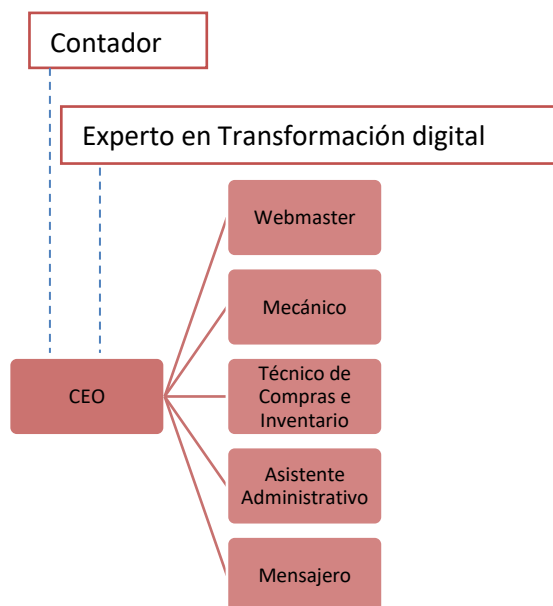 Contador
Experto en Transformación digital
Webmaster
Mecánico
Técnico de
Compras e
Inventario
CEO
Asistente
Administrativo
Mensajero